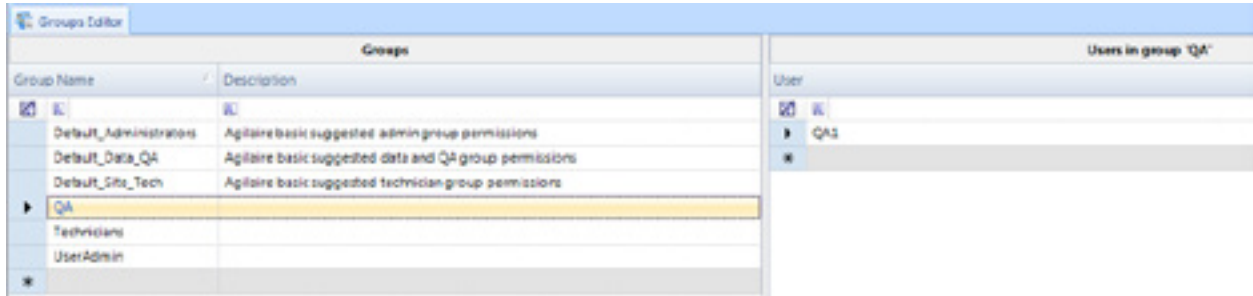 Groups Editor
Groups
Users in group 'QA'
Group Name Description
User
Default_Administrators Agilaire basic suggested admin group permissions
QA1
Default_Data_QA Agilaire basic suggested data and QA group permissions
Default_Site_Tech Agilaire basic suggested technician group permissions
QA
Technicians
UserAdmin